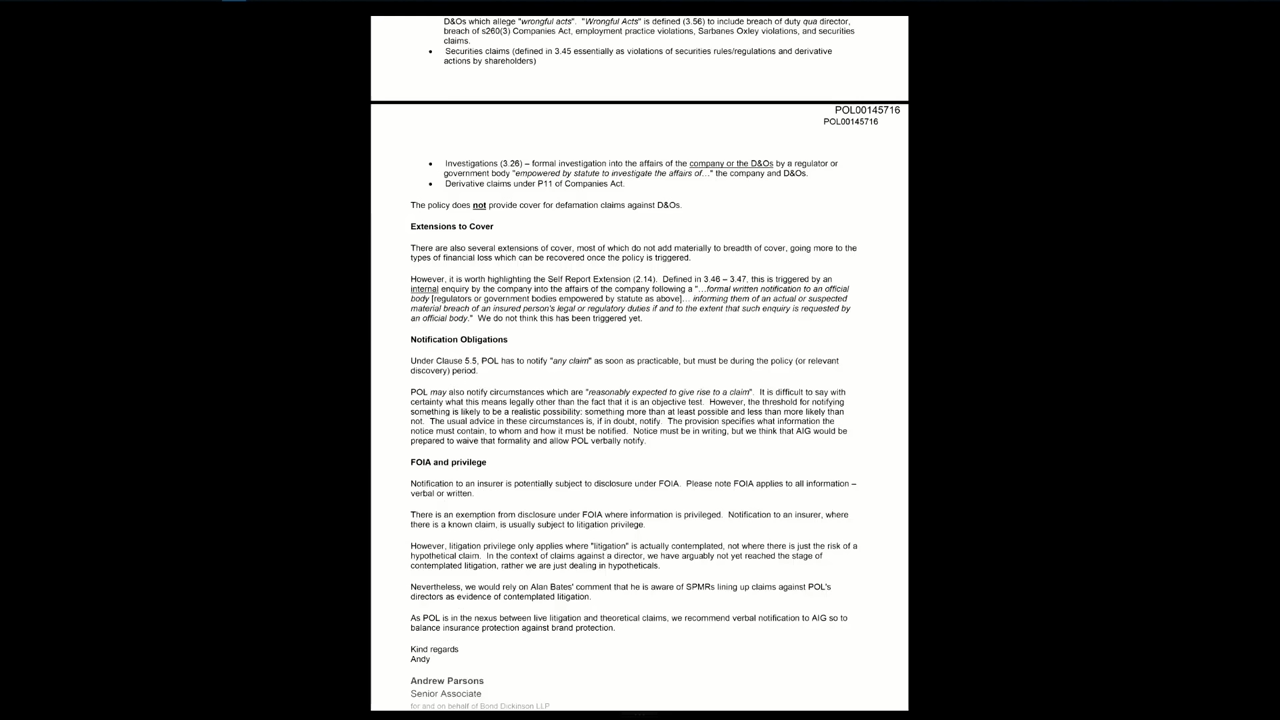 D&Os which allege "wrongful acts". "Wrongful Acts" is defined (3.56) to include breach of duty qua director,
breach of s260(3) Companies Act, employment practice violations, Sarbanes Oxley violations, and securities
claims.
• Securities claims (defined in 3.45 essentially as violations of securities rules/regulations and derivative
actions by shareholders)
POL00145716
POL00145716
• Investigations (3.26) – formal investigation into the affairs of the company or the D&Os by a regulator or
government body "empowered by statute to investigate the affairs of…" the company and D&Os.
• Derivative claims under P11 of Companies Act.
The policy does not provide cover for defamation claims against D&Os.
Extensions to Cover
There are also several extensions of cover, most of which do not add materially to breadth of cover, going more to the
types of financial loss which can be recovered once the policy is triggered.
However, it is worth highlighting the Self Report Extension (2.14). Defined in 3.46 – 3.47, this is triggered by an
internal enquiry by the company into the affairs of the company following a "…formal written notification to an official
body [regulators or government bodies empowered by statute as above]… informing them of an actual or suspected
material breach of an insured person's legal or regulatory duties if and to the extent that such enquiry is requested by
an official body." We do not think this has been triggered yet.
Notification Obligations
Under Clause 5.5, POL has to notify "any claim" as soon as practicable, but must be during the policy (or relevant
discovery) period.
POL may also notify circumstances which are "reasonably expected to give rise to a claim". It is difficult to say with
certainty what this means legally other than the fact that it is an objective test. However, the threshold for notifying
something is likely to be a realistic possibility: something more than at least possible and less than more likely than
not. The usual advice in these circumstances is, if in doubt, notify. The provision specifies what information the
notice must contain, to whom and how it must be notified. Notice must be in writing, but we think that AIG would be
prepared to waive that formality and allow POL verbally notify.
FOIA and privilege
Notification to an insurer is potentially subject to disclosure under FOIA. Please note FOIA applies to all information –
verbal or written.
There is an exemption from disclosure under FOIA where information is privileged. Notification to an insurer, where
there is a known claim, is usually subject to litigation privilege.
However, litigation privilege only applies where "litigation" is actually contemplated, not where there is just the risk of a
hypothetical claim. In the context of claims against a director, we have arguably not yet reached the stage of
contemplated litigation, rather we are just dealing in hypotheticals.
Nevertheless, we would rely on Alan Bates' comment that he is aware of SPMRs lining up claims against POL's
directors as evidence of contemplated litigation.
As POL is in the nexus between live litigation and theoretical claims, we recommend verbal notification to AIG so to
balance insurance protection against brand protection.
Kind regards
Andy
Andrew Parsons
Senior Associate
for and on behalf of Bond Dickinson LLP